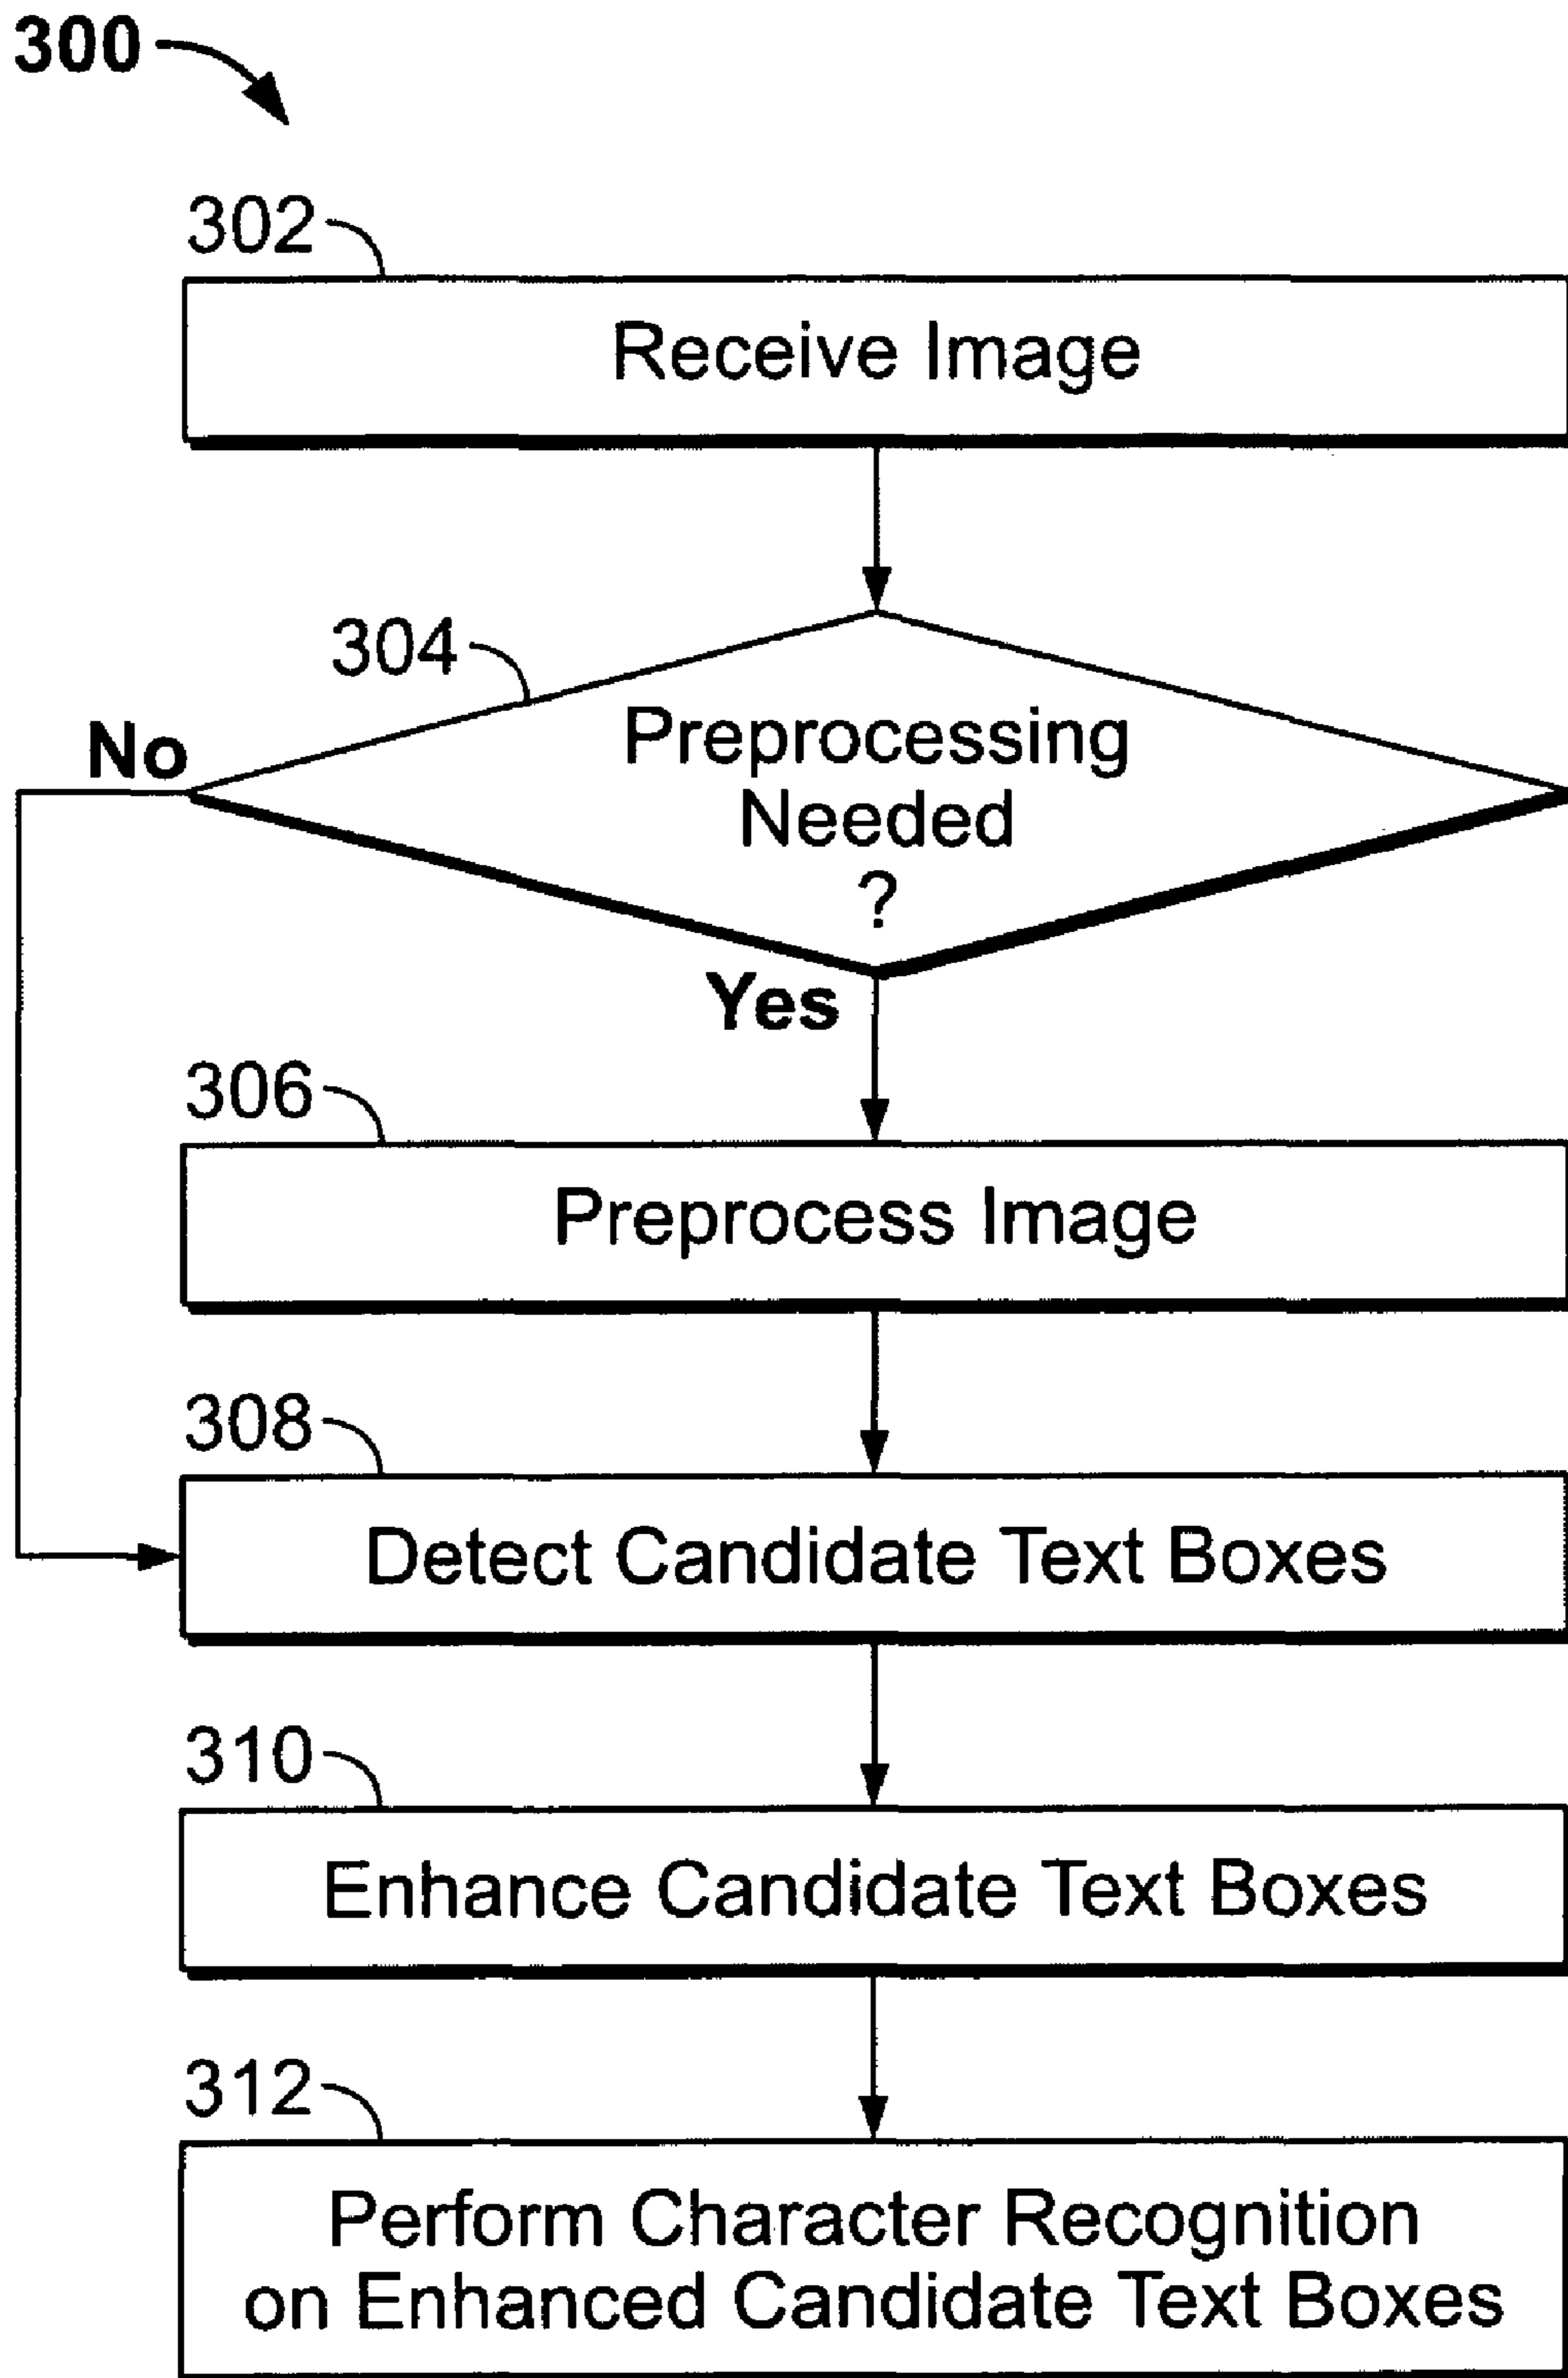 300
302
Receive Image
304
No
Preprocessing
Needed
?
Yes
306
Preprocess Image
308
Detect Candidate Text Boxes
310
Enhance Candidate Text Boxes
312
Perform Character Recognition
on Enhanced Candidate Text Boxes